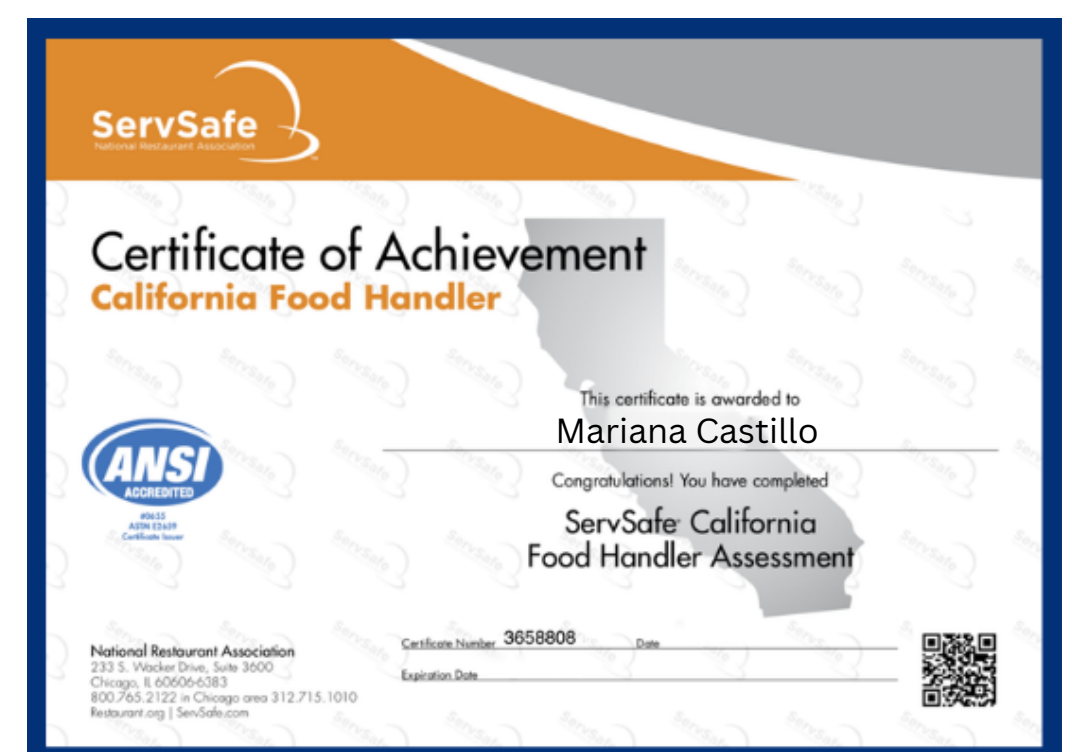 ServSafe
National Restaurant Association
Certificate of Achievement
California Food Handler
This certificate is awarded to
Mariana Castillo
Congratulations! You have completed
ServSafe® California
Food Handler Assessment
ANSI
ACCREDITED
#0655
ASTM E2659
Certificate Issuer
National Restaurant Association
233 S. Wacker Drive, Suite 3600
Chicago, IL 60606-6383
800.765.2122 in Chicago area 312.715.1010
Restaurant.org | ServSafe.com
Certificate Number 3658808 Date
Expiration Date